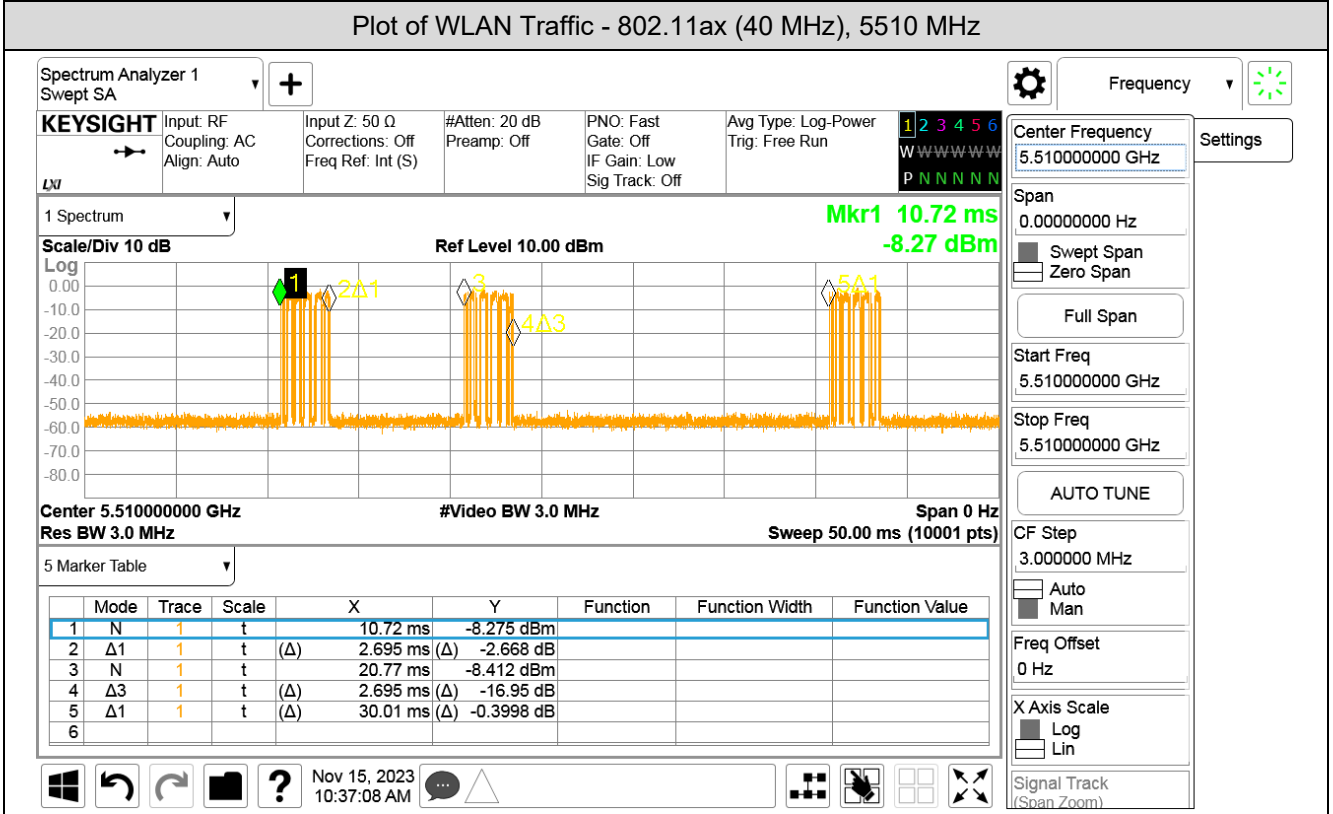 Plot of WLAN Traffic - 802.11ax (40 MHz), 5510 MHz
Spectrum Analyzer 1
Swept SA
Frequency
KEYSIGHT
LXI
Input: RF
Coupling: AC
Align: Auto
Input Z: 50 Ω
Corrections: Off
Freq Ref: Int (S)
#Atten: 20 dB
Preamp: Off
PNO: Fast
Gate: Off
IF Gain: Low
Sig Track: Off
Avg Type: Log-Power
Trig: Free Run
1 2 3 4 5 6
W W W W W W
P N N N N N
Center Frequency
5.510000000 GHz
Settings
Span
0.00000000 Hz
Swept Span
Zero Span
Full Span
Start Freq
5.510000000 GHz
Stop Freq
5.510000000 GHz
AUTO TUNE
CF Step
3.000000 MHz
Auto
Man
Freq Offset
0 Hz
X Axis Scale
Log
Lin
Signal Track
(Span Zoom)
1 Spectrum
Mkr1 10.72 ms
-8.27 dBm
Scale/Div 10 dB
Ref Level 10.00 dBm
Log
0.00
-10.0
-20.0
-30.0
-40.0
-50.0
-60.0
-70.0
-80.0
1
2Δ1
3
4Δ3
5Δ1
Center 5.510000000 GHz
#Video BW 3.0 MHz
Span 0 Hz
Res BW 3.0 MHz
Sweep 50.00 ms (10001 pts)
5 Marker Table
Mode Trace Scale X Y Function Function Width Function Value
1 N 1 t 10.72 ms -8.275 dBm
2 Δ1 1 t (Δ) 2.695 ms (Δ) -2.668 dB
3 N 1 t 20.77 ms -8.412 dBm
4 Δ3 1 t (Δ) 2.695 ms (Δ) -16.95 dB
5 Δ1 1 t (Δ) 30.01 ms (Δ) -0.3998 dB
6
?
Nov 15, 2023
10:37:08 AM